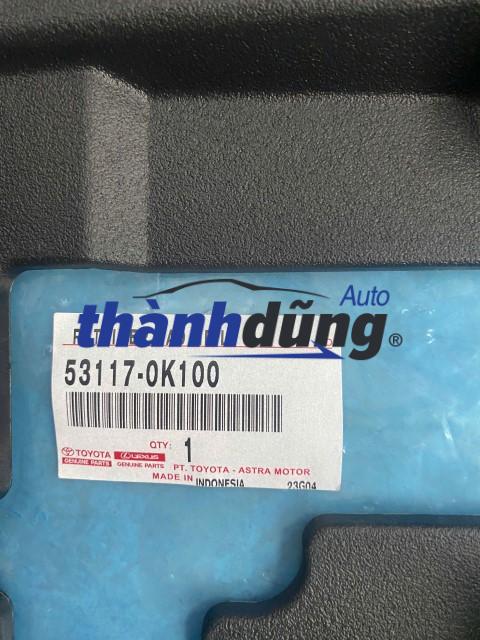 Auto
thànhdũng®
53117-0K100
QTY: 1
TOYOTA LEXUS
GENUINE PARTS GENUINE PARTS PT. TOYOTA - ASTRA MOTOR
MADE IN INDONESIA 23G04